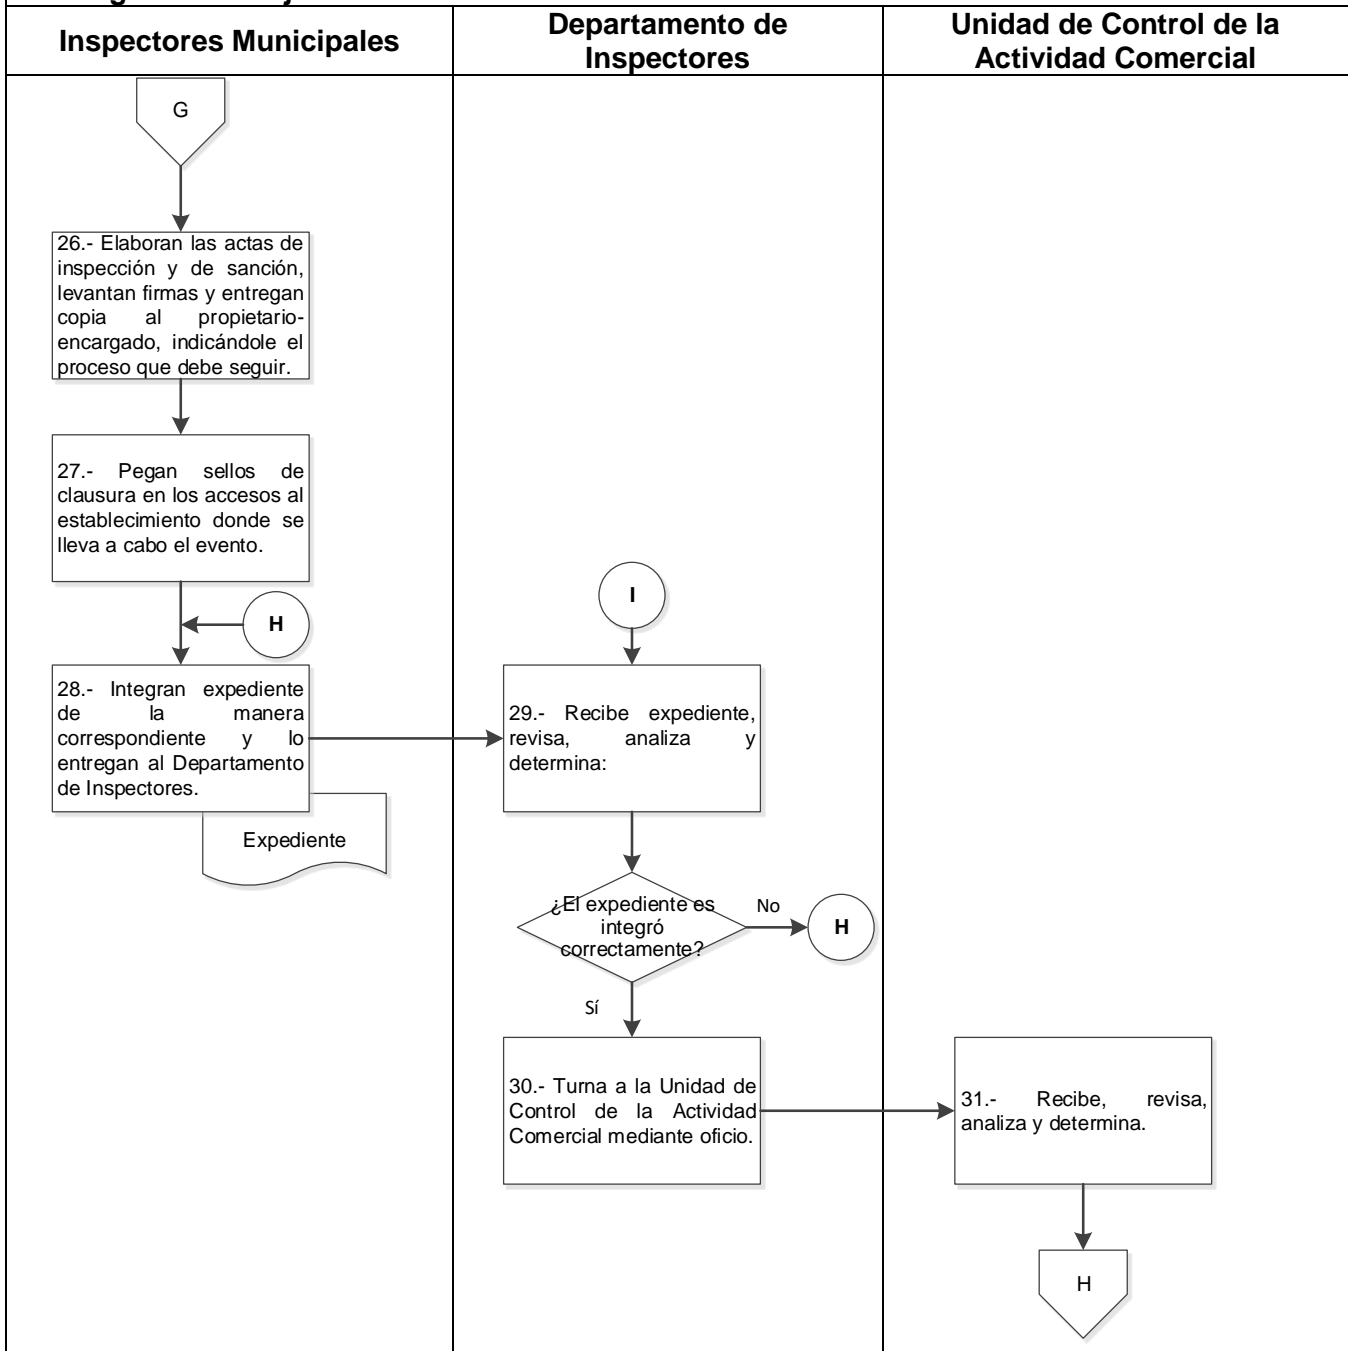 Inspectores Municipales
Departamento de
Inspectores
Unidad de Control de la
Actividad Comercial
G
26.- Elaboran las actas de
inspección y de sanción,
levantan firmas y entregan
copia al propietario-
encargado, indicándole el
proceso que debe seguir.
27.- Pegan sellos de
clausura en los accesos al
establecimiento donde se
lleva a cabo el evento.
H
28.- Integran expediente
de la manera
correspondiente y lo
entregan al Departamento
de Inspectores.
Expediente
I
29.- Recibe expediente,
revisa, analiza y
determina:
¿El expediente es
integró
correctamente?
No
H
Sí
30.- Turna a la Unidad de
Control de la Actividad
Comercial mediante oficio.
31.- Recibe, revisa,
analiza y determina.
H